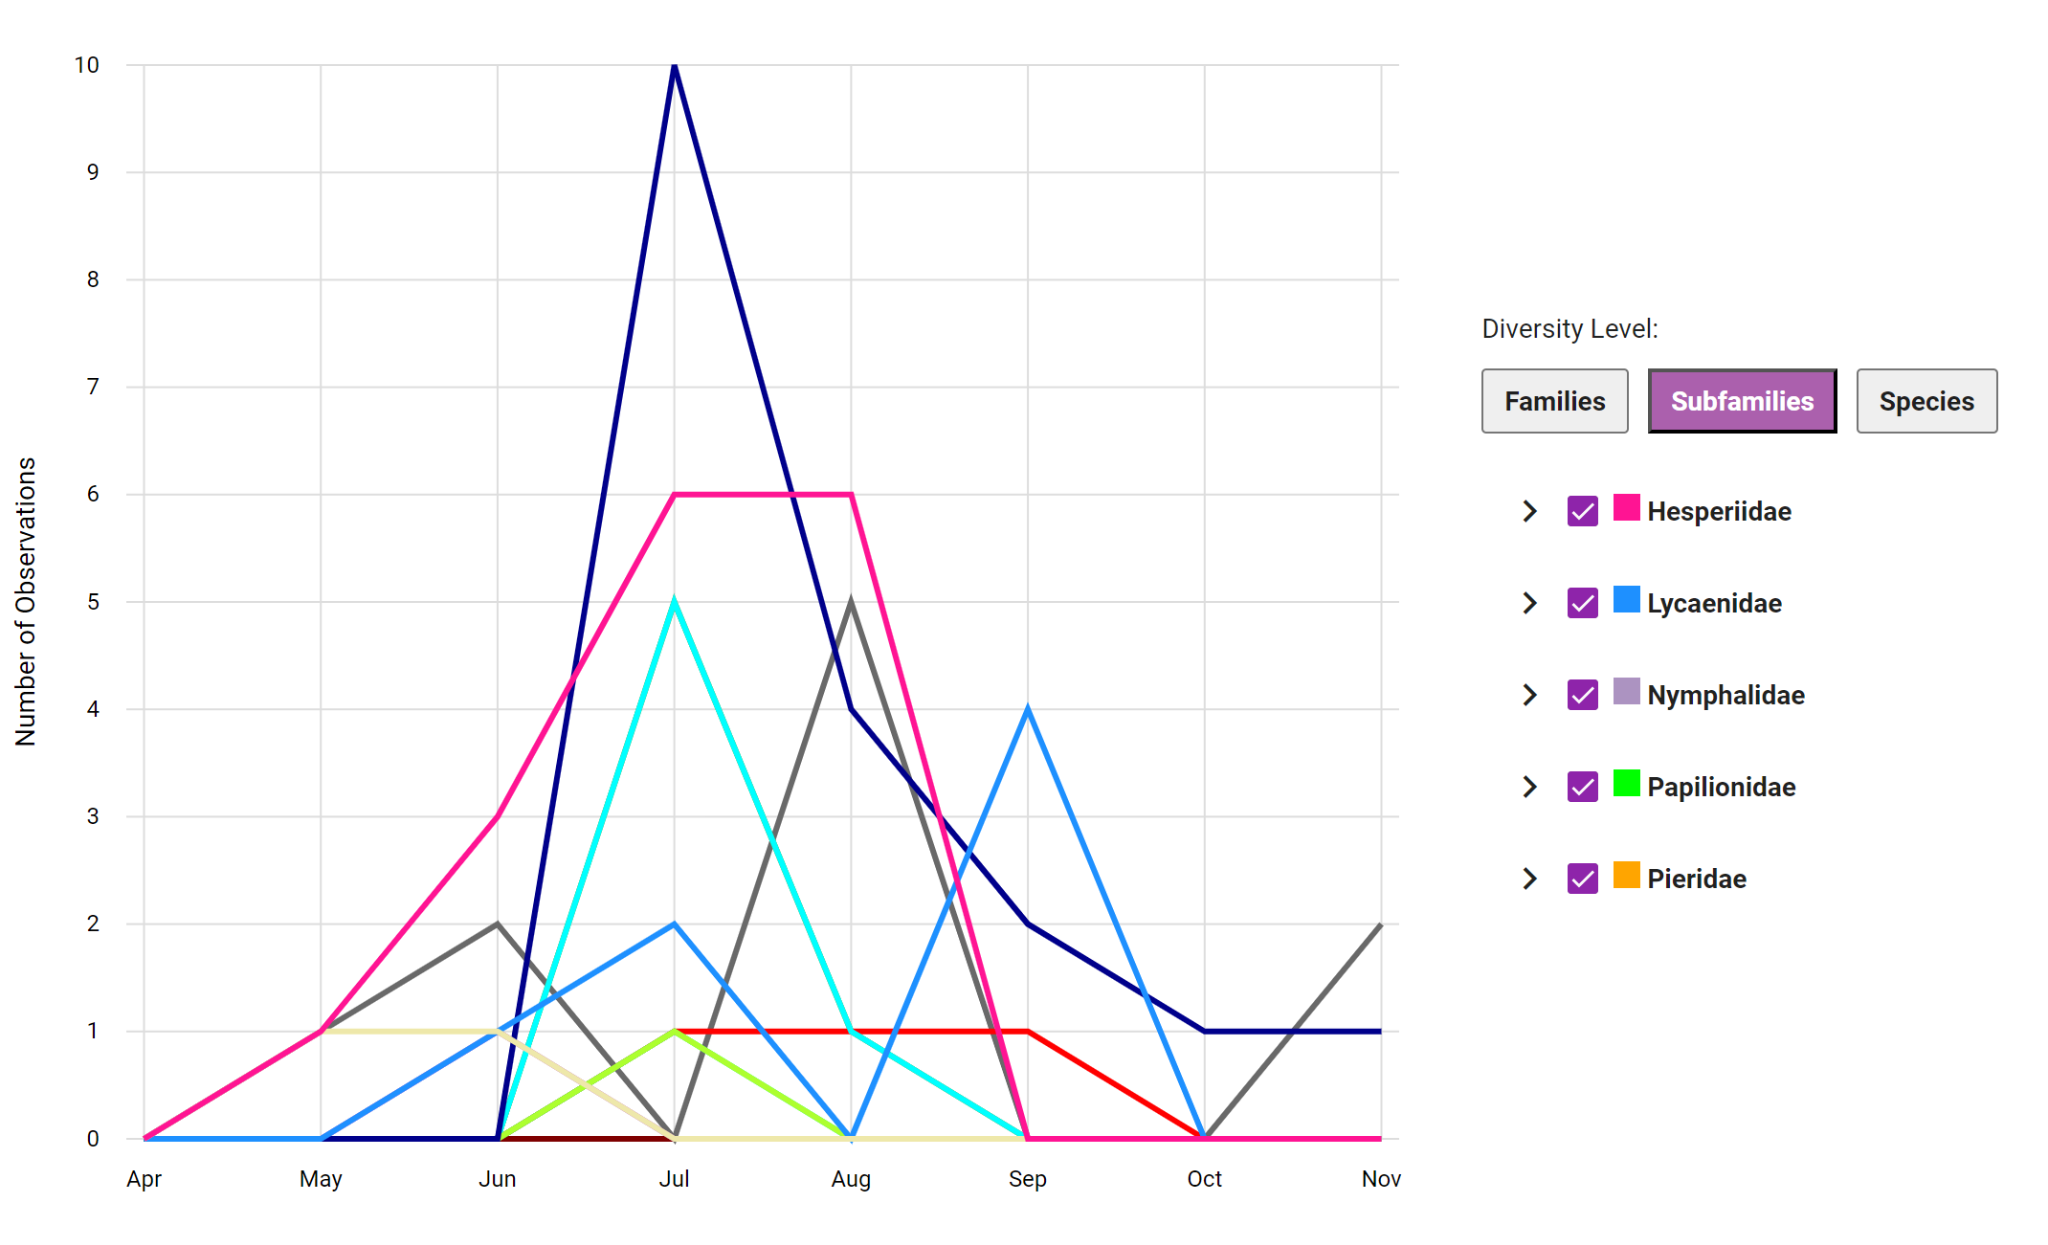 10
9
8
7
6
5
4
3
2
1
0
Number of Observations
Apr May Jun Jul Aug Sep Oct Nov
Diversity Level:
Families Subfamilies Species
Hesperiidae
Lycaenidae
Nymphalidae
Papilionidae
Pieridae